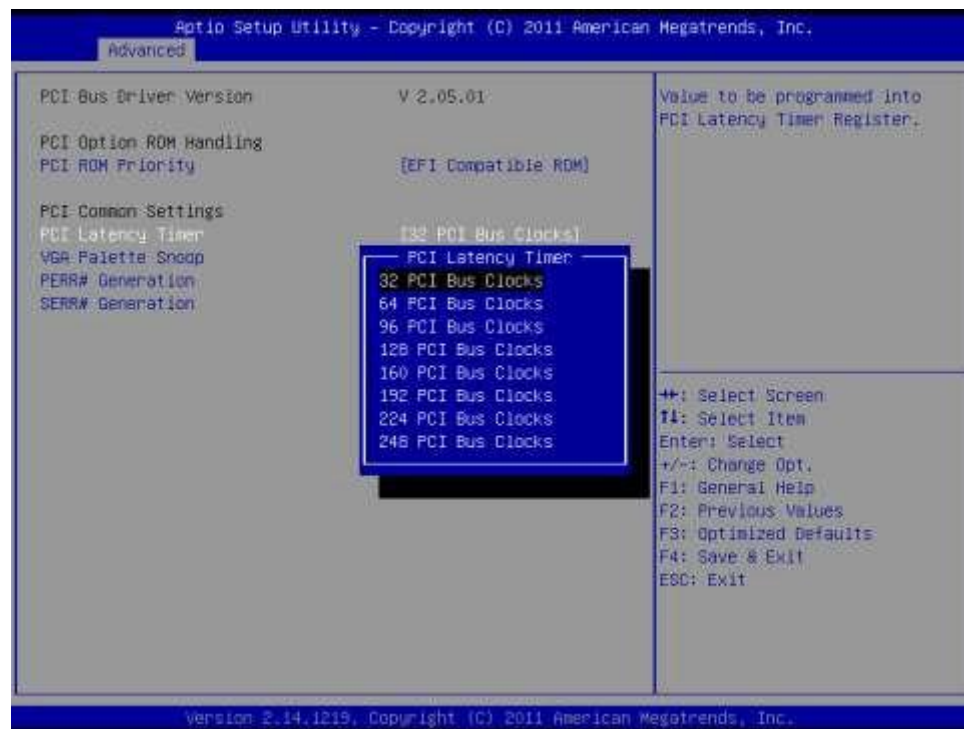 Aptio Setup Utility – Copyright (C) 2011 American Megatrends, Inc.
Advanced
PCI Bus Driver Version V 2.05.01
PCI Option ROM Handling
PCI ROM Priority [EFI Compatible ROM]
PCI Common Settings
PCI Latency Timer [32 PCI Bus Clocks]
VGA Palette Snoop
PERR# Generation
SERR# Generation
PCI Latency Timer
32 PCI Bus Clocks
64 PCI Bus Clocks
96 PCI Bus Clocks
128 PCI Bus Clocks
160 PCI Bus Clocks
192 PCI Bus Clocks
224 PCI Bus Clocks
248 PCI Bus Clocks
Value to be programmed into
PCI Latency Timer Register.
→←: Select Screen
↑↓: Select Item
Enter: Select
+/-: Change Opt.
F1: General Help
F2: Previous Values
F3: Optimized Defaults
F4: Save & Exit
ESC: Exit
Version 2.14.1219. Copyright (C) 2011 American Megatrends, Inc.